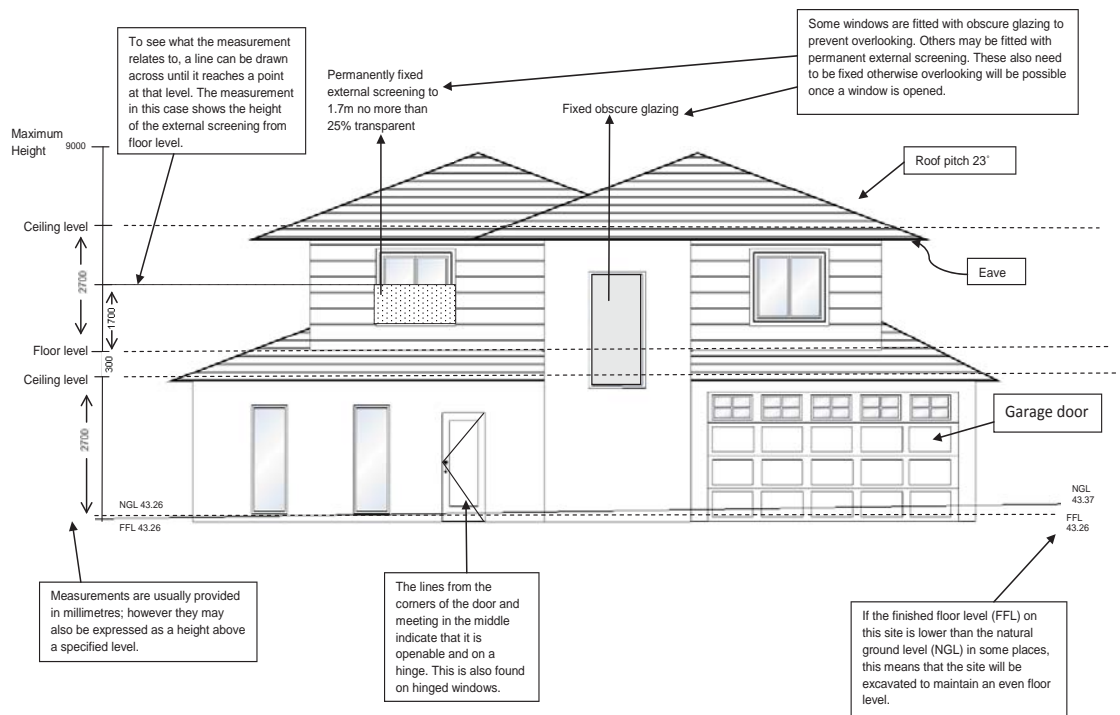 To see what the measurement
relates to, a line can be drawn
across until it reaches a point
at that level. The measurement
in this case shows the height
of the external screening from
floor level.
Permanently fixed
external screening to
1.7m no more than
25% transparent
Fixed obscure glazing
Some windows are fitted with obscure glazing to
prevent overlooking. Others may be fitted with
permanent external screening. These also need
to be fixed otherwise overlooking will be possible
once a window is opened.
Maximum
Height
9000
Roof pitch 23˚
Ceiling level
2700
Eave
1700
Floor level
300
Ceiling level
2700
Garage door
NGL 43.26
FFL 43.26
NGL
43.37
FFL
43.26
Measurements are usually provided
in millimetres; however they may
also be expressed as a height above
a specified level.
The lines from the
corners of the door and
meeting in the middle
indicate that it is
openable and on a
hinge. This is also found
on hinged windows.
If the finished floor level (FFL) on
this site is lower than the natural
ground level (NGL) in some places,
this means that the site will be
excavated to maintain an even floor
level.